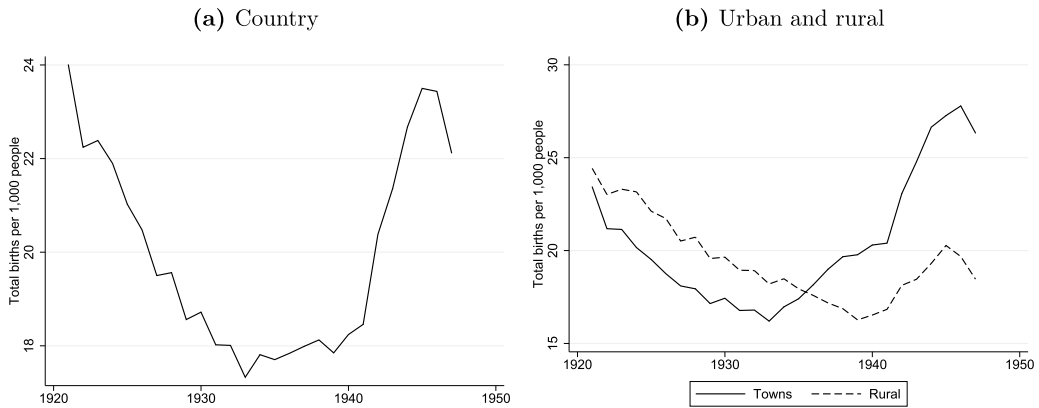 (a) Country
Total births per 1,000 people
24
22
20
18
1920 1930 1940 1950
(b) Urban and rural
Total births per 1,000 people
30
25
20
15
1920 1930 1940 1950
Towns Rural